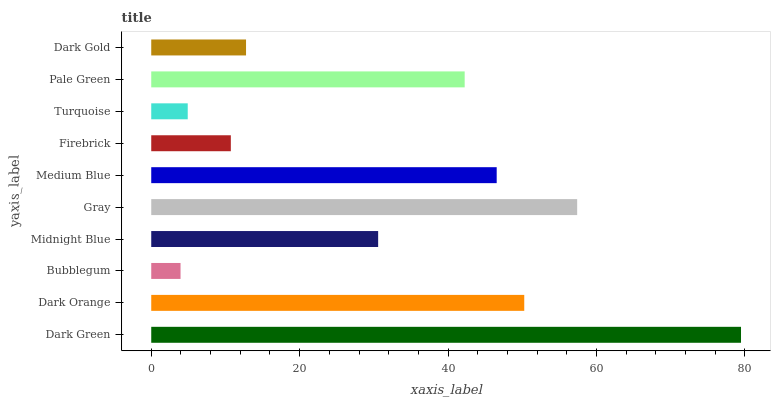 title
Dark Gold
Pale Green
Turquoise
Firebrick
Medium Blue
Gray
Midnight Blue
Bubblegum
Dark Orange
Dark Green
yaxis_label
0 20 40 60 80
xaxis_label